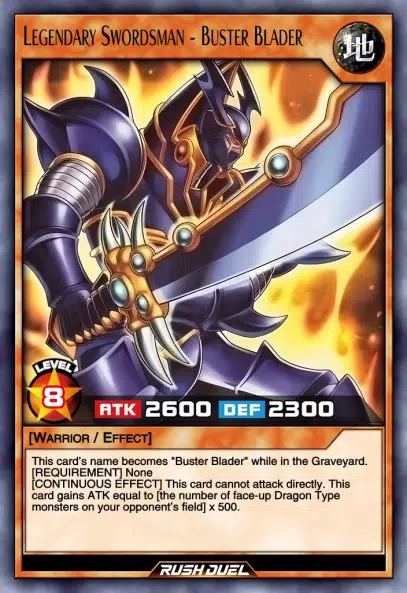 Legendary Swordsman - Buster Blader
地
LEVEL
8
ATK 2600 DEF 2300
[Warrior / Effect]
This card's name becomes "Buster Blader" while in the Graveyard.
[REQUIREMENT] None
[CONTINUOUS EFFECT] This card cannot attack directly. This
card gains ATK equal to [the number of face-up Dragon Type
monsters on your opponent's field] x 500.
RUSH DUEL